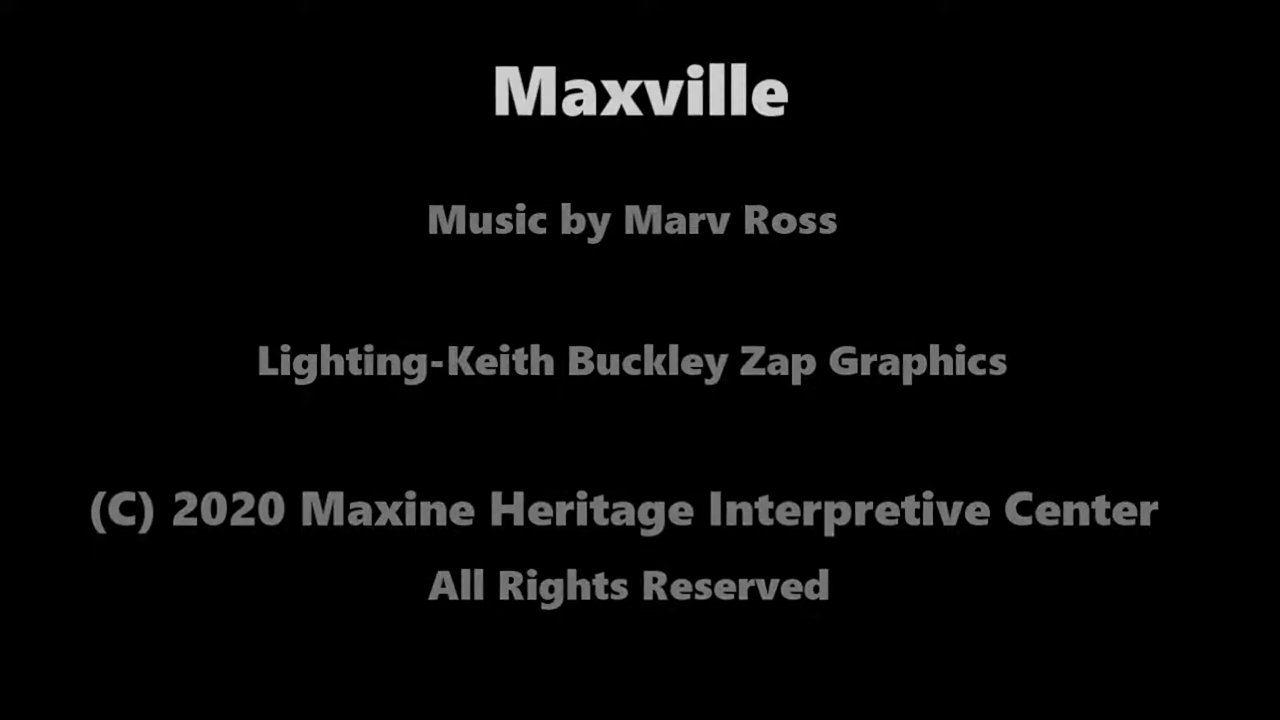 Maxville
Music by Marv Ross
Lighting-Keith Buckley Zap Graphics
(C) 2020 Maxine Heritage Interpretive Center
All Rights Reserved